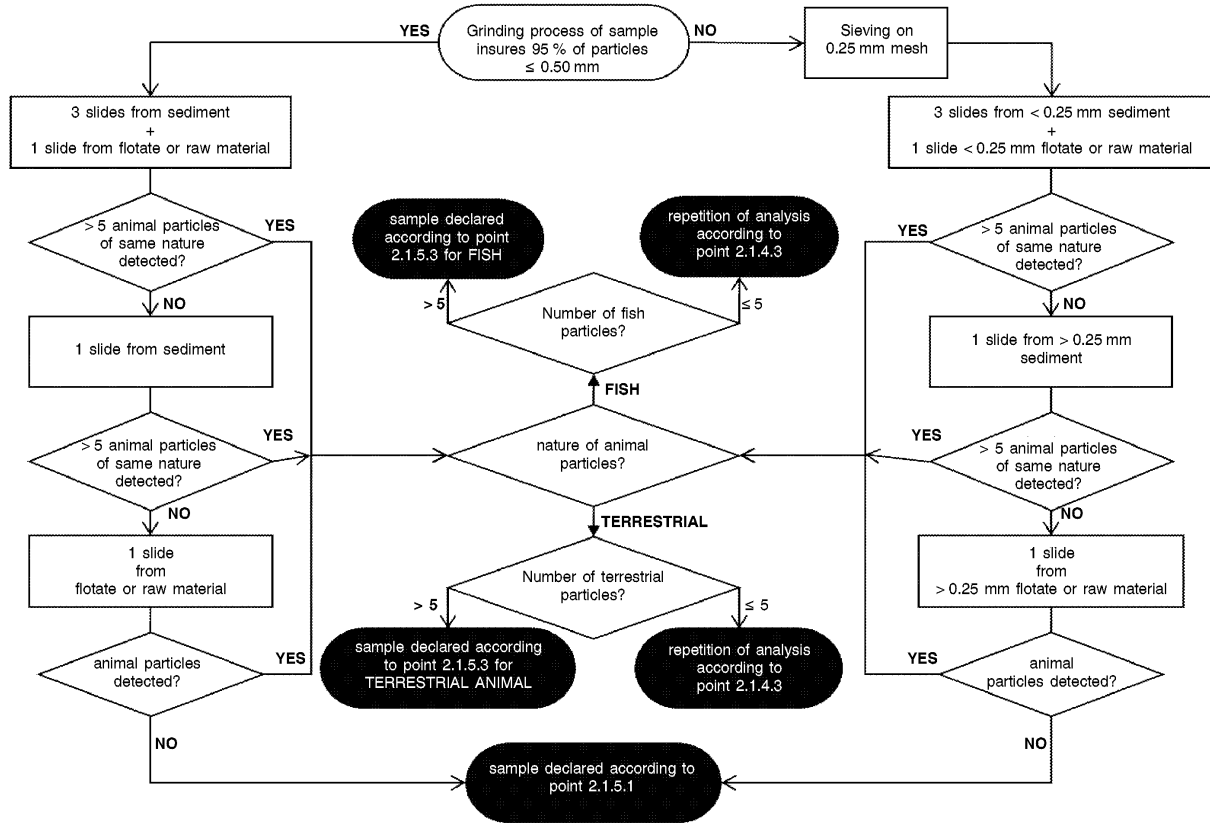 YES
Grinding process of sample
insures 95 % of particles
≤ 0.50 mm
NO
Sieving on
0.25 mm mesh
3 slides from sediment
+
1 slide from flotate or raw material
3 slides from < 0.25 mm sediment
+
1 slide < 0.25 mm flotate or raw material
> 5 animal particles
of same nature
detected?
YES
NO
sample declared
according to point
2.1.5.3 for FISH
repetition of analysis
according to
point 2.1.4.3
YES
> 5 animal particles
of same nature
detected?
NO
> 5
Number of fish
particles?
≤ 5
1 slide from sediment
1 slide from > 0.25 mm
sediment
FISH
> 5 animal particles
of same nature
detected?
YES
NO
nature of animal
particles?
YES
> 5 animal particles
of same nature
detected?
NO
TERRESTRIAL
1 slide
from
flotate or raw material
Number of terrestrial
particles?
> 5
≤ 5
1 slide
from
> 0.25 mm flotate or raw material
animal particles
detected?
YES
sample declared according
to point 2.1.5.3 for
TERRESTRIAL ANIMAL
repetition of analysis
according to
point 2.1.4.3
YES
animal
particles detected?
NO
NO
sample declared according to
point 2.1.5.1